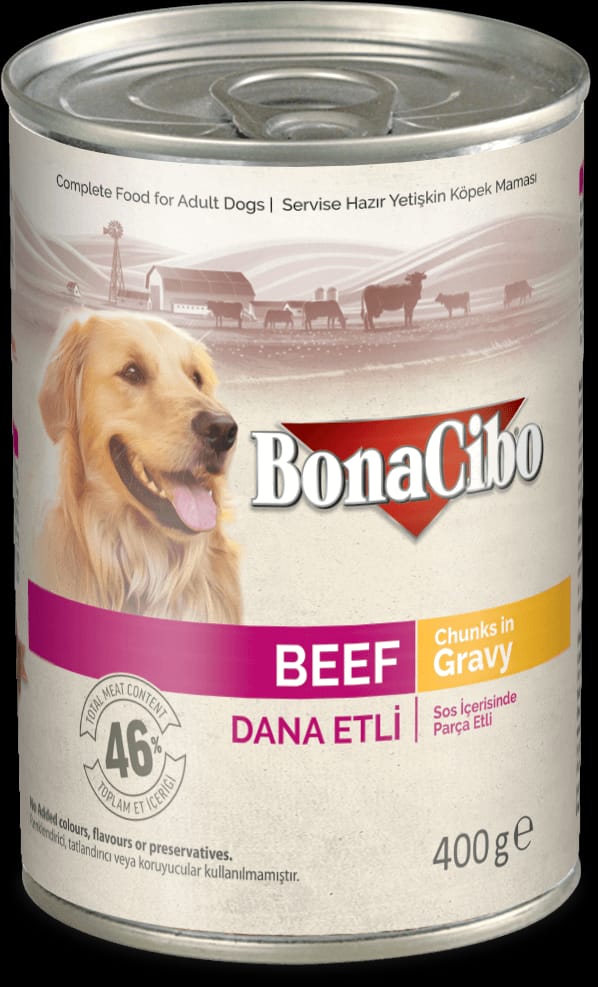 Complete Food for Adult Dogs | Servise Hazır Yetişkin Köpek Maması
BonaCibo
BEEF
Chunks in
Gravy
DANA ETLİ
Sos İçerisinde
Parça Etli
TOTAL MEAT CONTENT
46%
TOPLAM ET İÇERİĞİ
No Added colours, flavours or preservatives.
Renklendirici, tatlandırıcı veya koruyucular kullanılmamıştır.
400g e